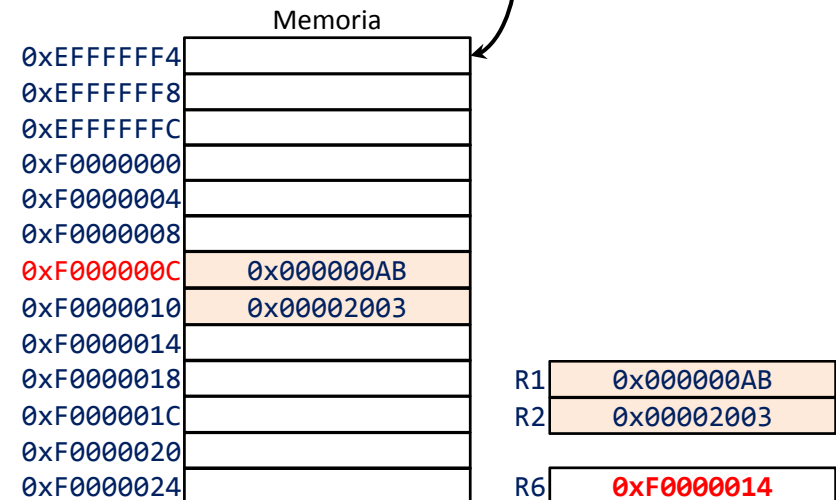 Memoria
0xEFFFFFF4
0xEFFFFFF8
0xEFFFFFFC
0xF0000000
0xF0000004
0xF0000008
0xF000000C 0x000000AB
0xF0000010 0x00002003
0xF0000014
0xF0000018 R1 0x000000AB
0xF000001C R2 0x00002003
0xF0000020
0xF0000024 R6 0xF0000014